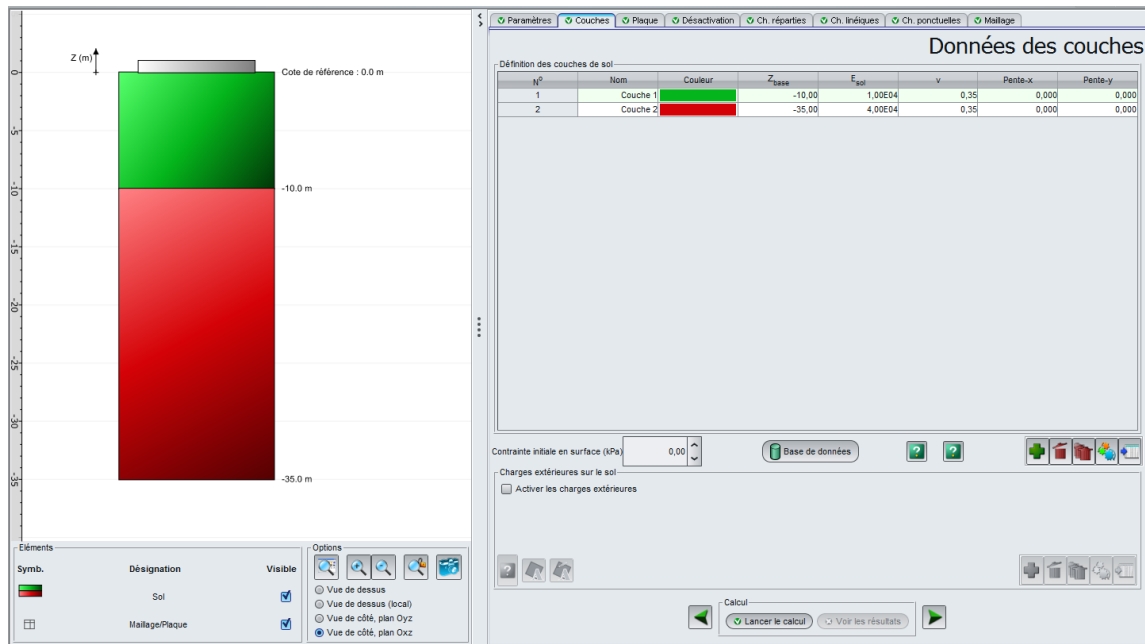 Z (m)
Cote de référence : 0.0 m
0
-5
-10
-10.0 m
-15
-20
-25
-30
-35
-35.0 m
Eléments
Symb. Désignation Visible
Sol
Maillage/Plaque
Options
Vue de dessus
Vue de dessus (local)
Vue de côté, plan Oyz
Vue de côté, plan Oxz
Paramètres Couches Plaque Désactivation Ch. réparties Ch. linéiques Ch. ponctuelles Maillage
Données des couches
Définition des couches de sol
N° Nom Couleur Zbase Esol ν Pente-x Pente-y
1 Couche 1 -10,00 1,00E04 0,35 0,000 0,000
2 Couche 2 -35,00 4,00E04 0,35 0,000 0,000
Contrainte initiale en surface (kPa) 0,00 Base de données ? ?
Charges extérieures sur le sol
Activer les charges extérieures
?
Calcul
Lancer le calcul Voir les résultats